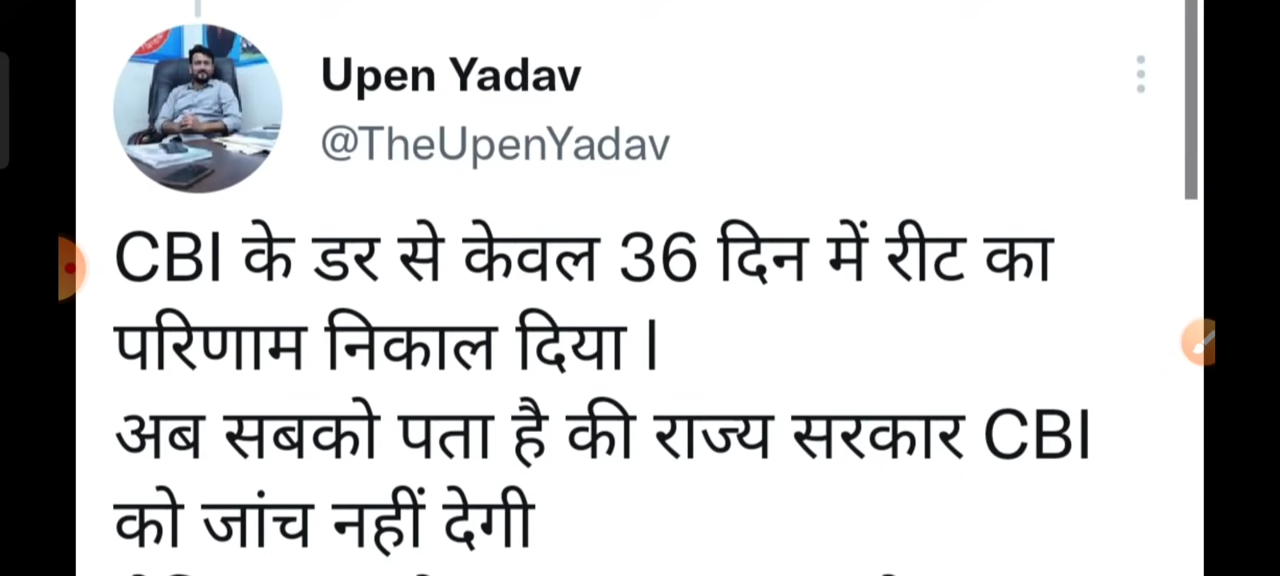 Upen Yadav
@TheUpenYadav
CBI के डर से केवल 36 दिन में रीट का
परिणाम निकाल दिया l
अब सबको पता है की राज्य सरकार CBI
को जांच नहीं देगी